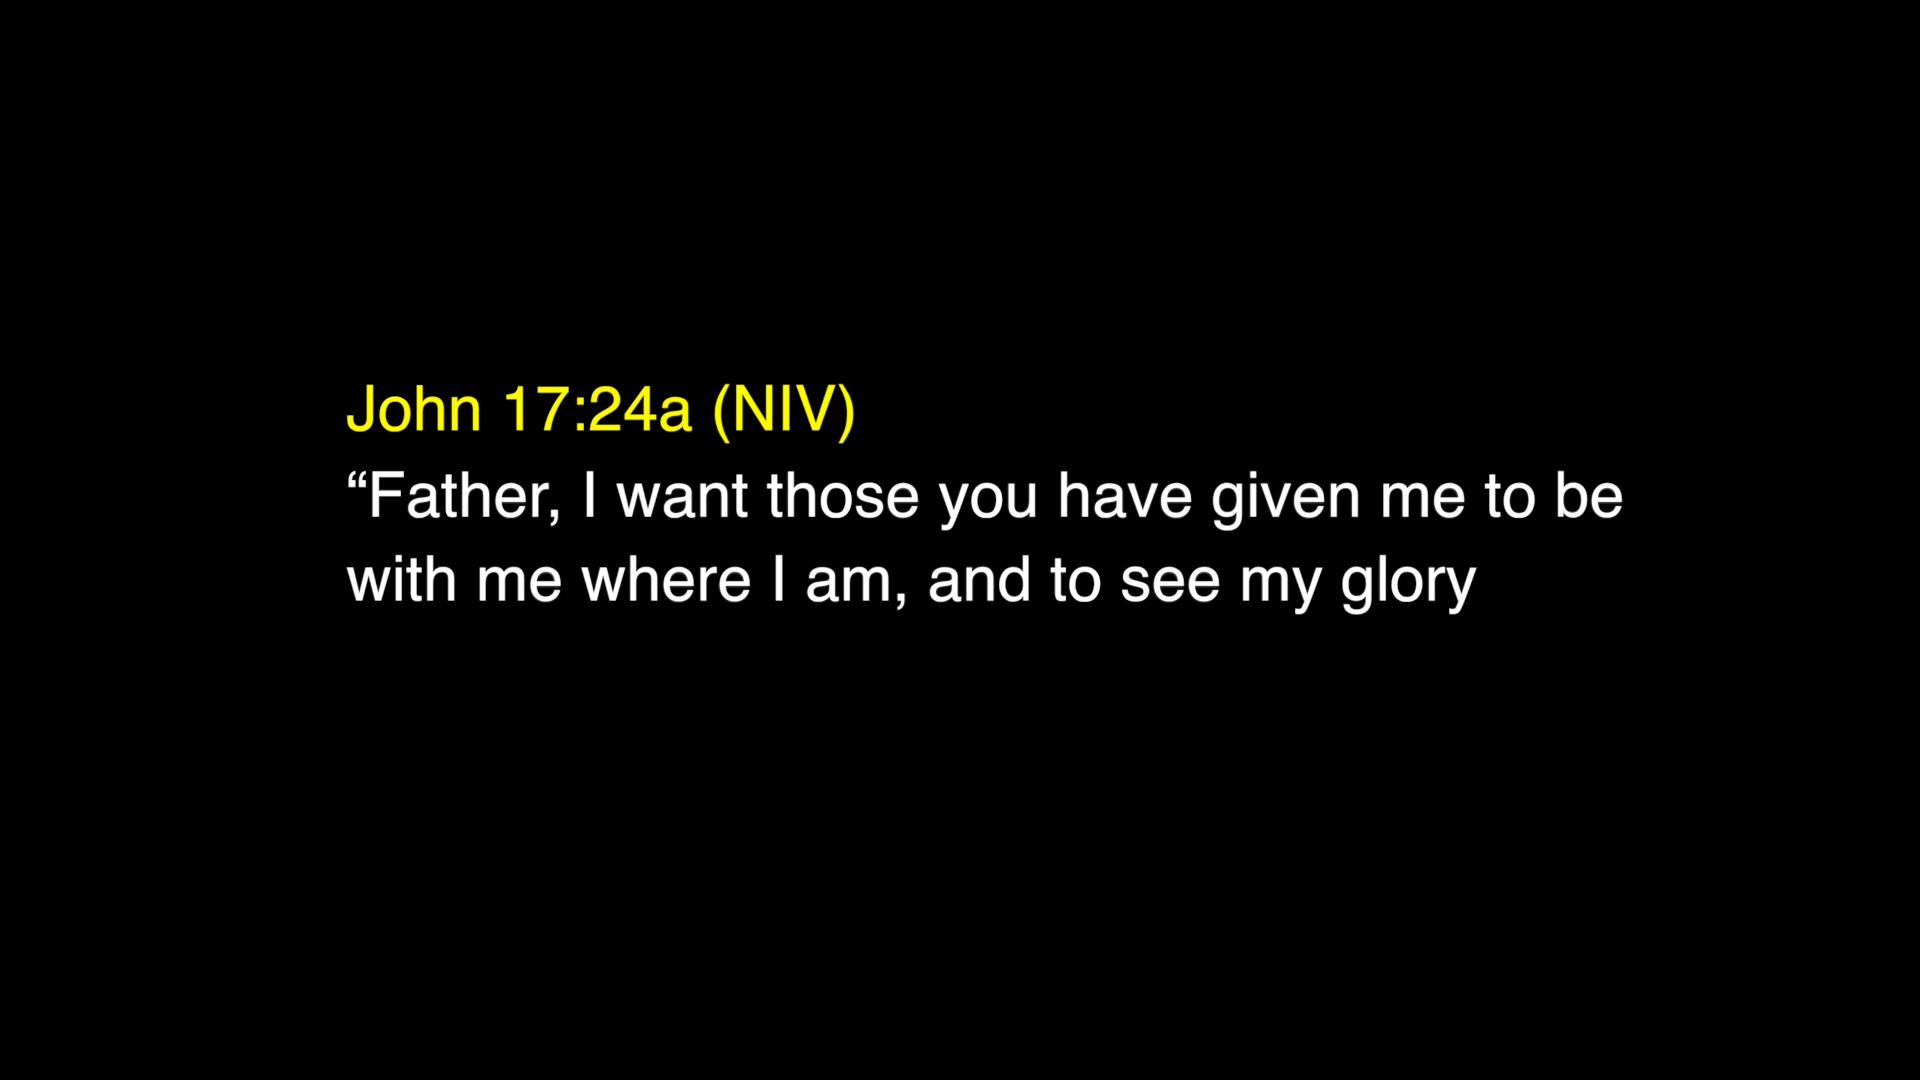 John 17:24a (NIV)
“Father, I want those you have given me to be
with me where I am, and to see my glory